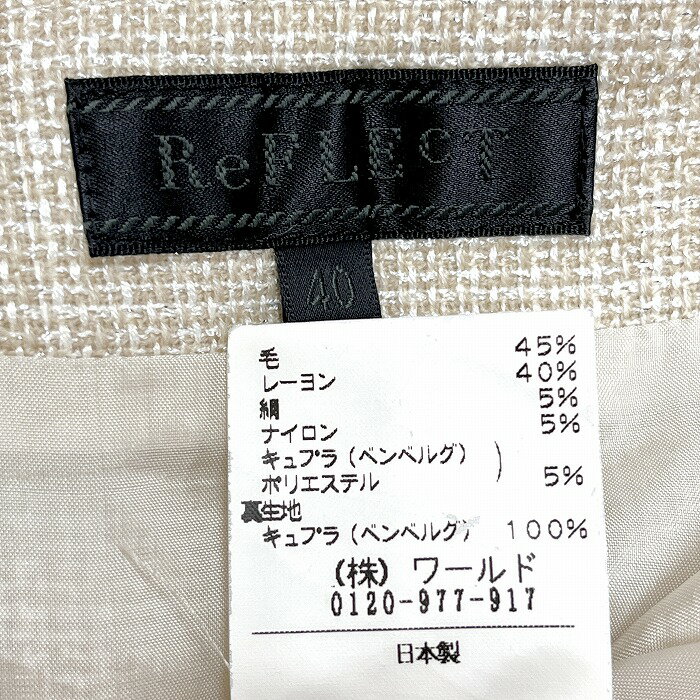 ReFLEcT
40
毛 45%
レーヨン 40%
絹 5%
ナイロン 5%
キュプラ(ベンベルグ)
ポリエステル ) 5%
裏生地
キュプラ(ベンベルグ) 100%
(株) ワールド
0120-977-917
日本製